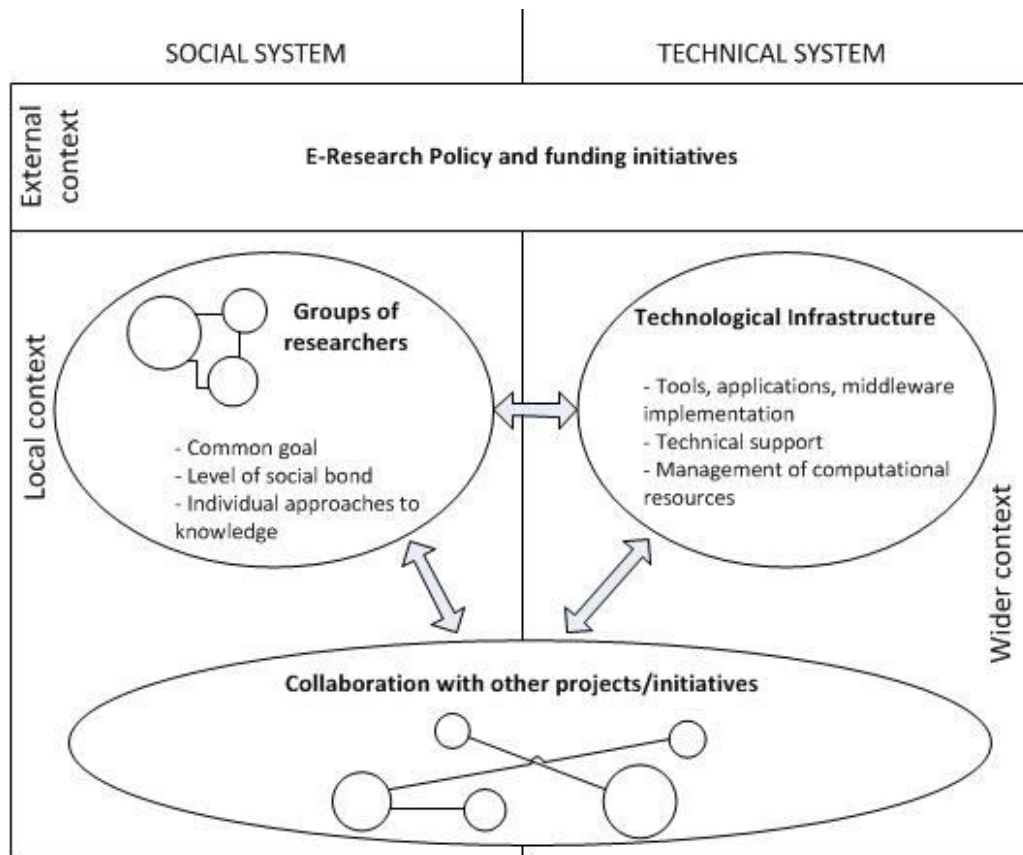 SOCIAL SYSTEM
TECHNICAL SYSTEM
External
context
E-Research Policy and funding initiatives
Local context
Groups of
researchers
- Common goal
- Level of social bond
- Individual approaches to
knowledge
Technological Infrastructure
- Tools, applications, middleware
implementation
- Technical support
- Management of computational
resources
Wider context
Collaboration with other projects/initiatives